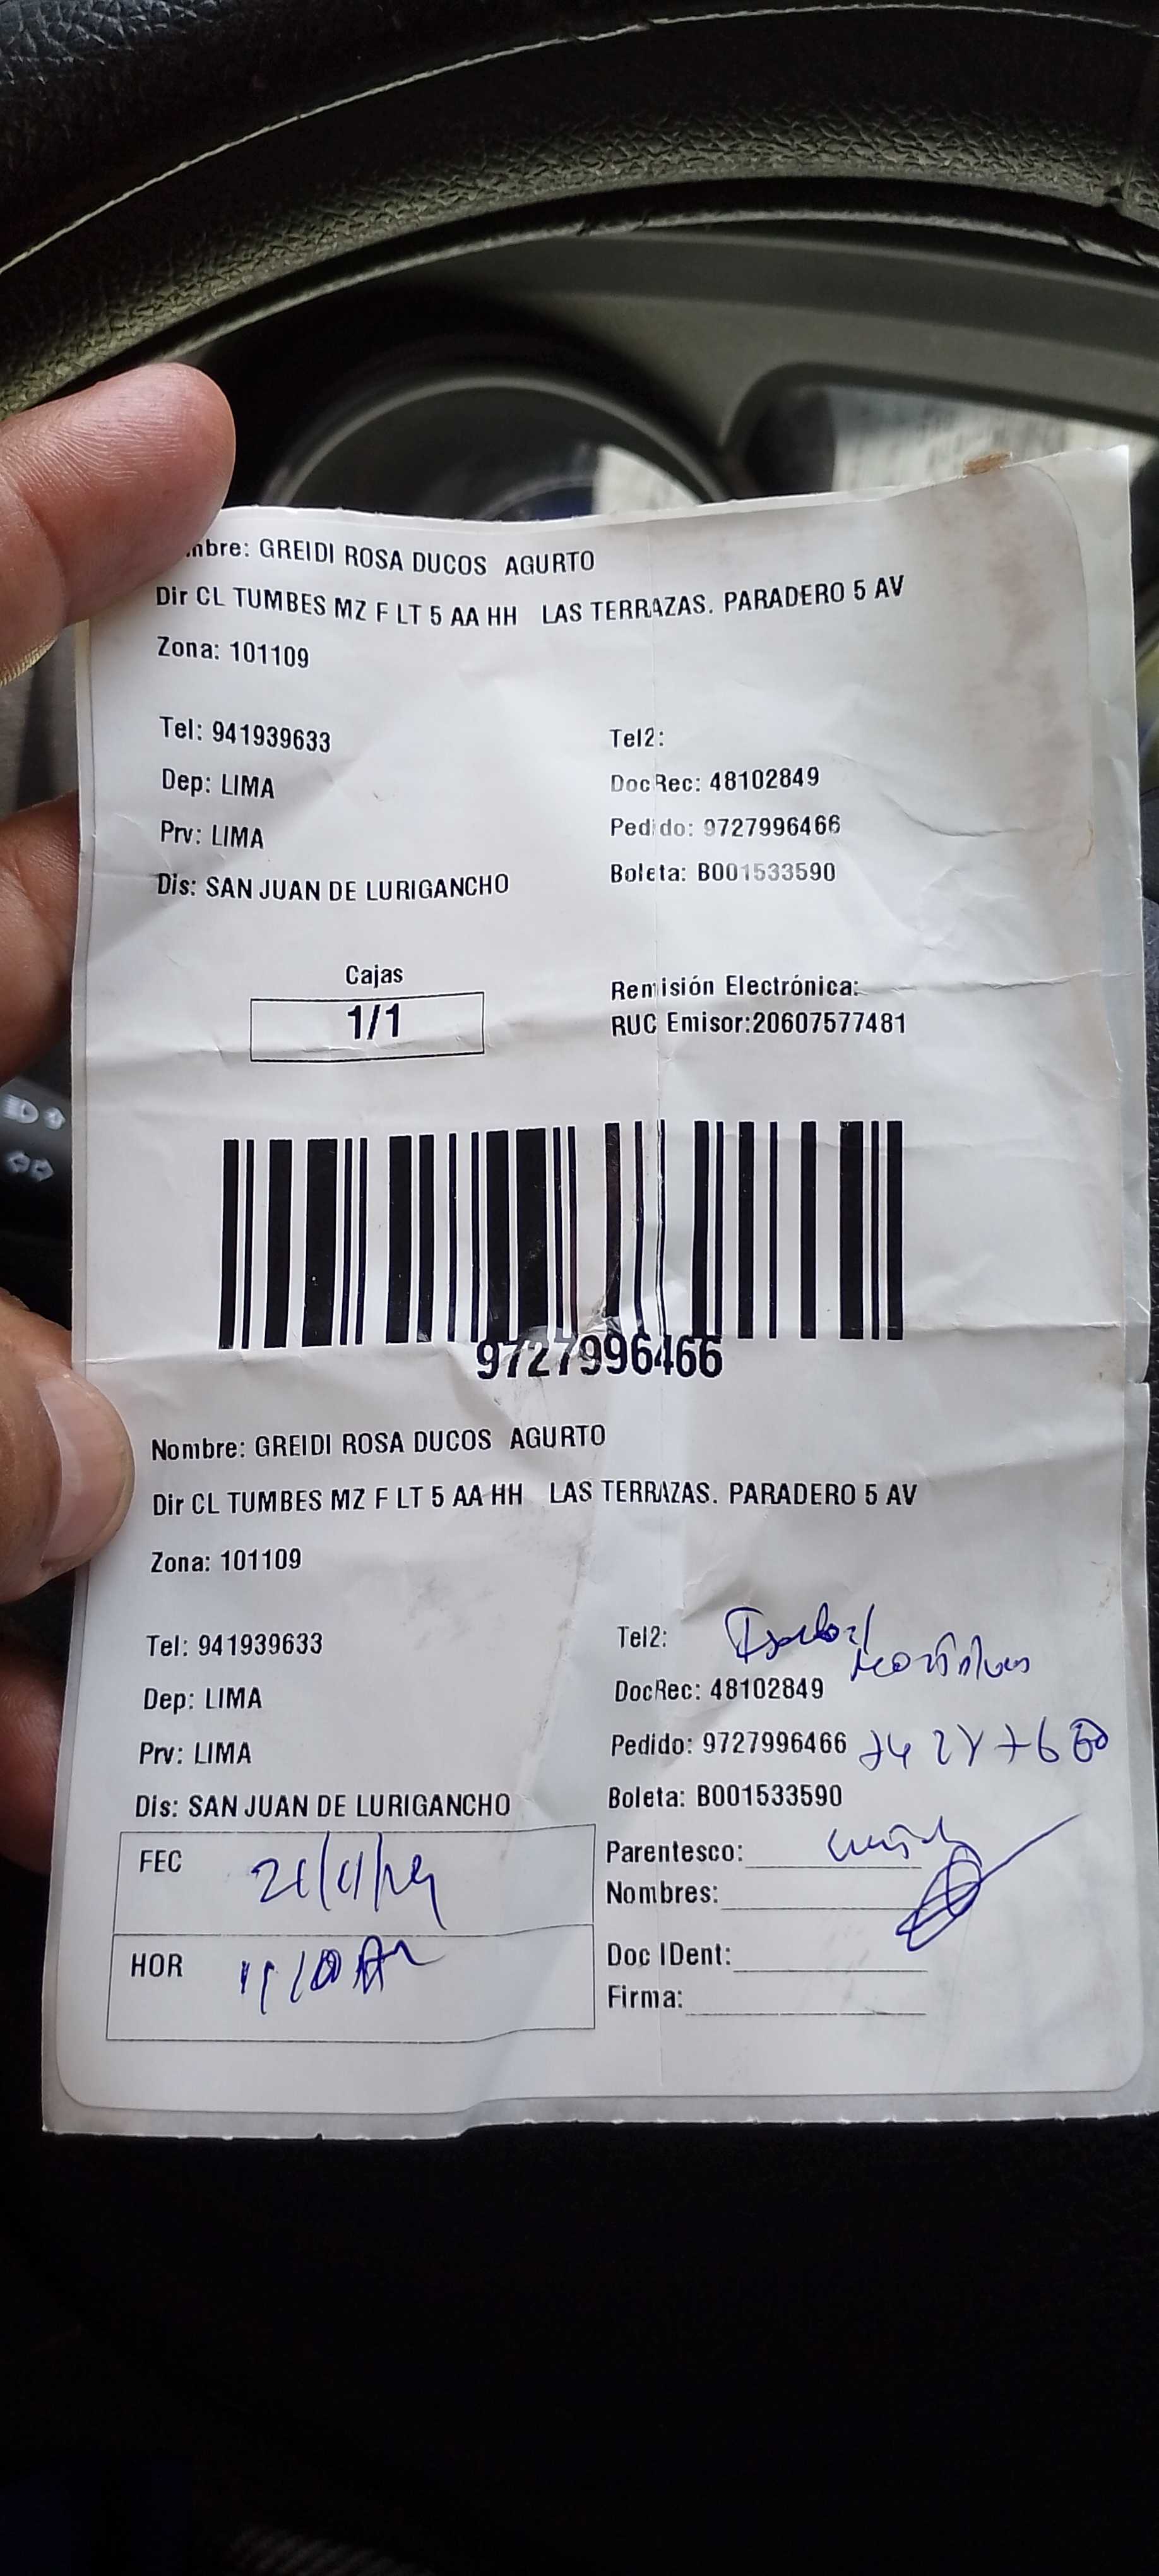 mbre: GREIDI ROSA DUCOS AGURTO
Dir CL TUMBES MZ F LT 5 AA HH LAS TERRAZAS. PARADERO 5 AV
Zona: 101109
Tel: 941939633
Tel2:
Dep: LIMA
DocRec: 48102849
Prv: LIMA
Pedido: 9727996466
Dis: SAN JUAN DE LURIGANCHO
Boleta: B001533590
Cajas
1/1
Remisión Electrónica:
RUC Emisor:20607577481
9727996466
Nombre: GREIDI ROSA DUCOS AGURTO
Dir CL TUMBES MZ F LT 5 AA HH LAS TERRAZAS. PARADERO 5 AV
Zona: 101109
Tel: 941939633
Tel2:
Dep: LIMA
DocRec: 48102849
Prv: LIMA
Pedido: 9727996466
Dis: SAN JUAN DE LURIGANCHO
Boleta: B001533590
FEC
Parentesco:
Nombres:
HOR
Doc IDent:
Firma: